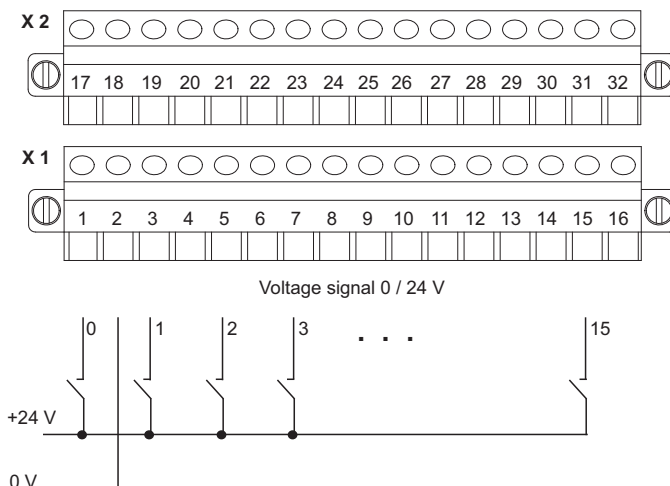 X 2
17 18 19 20 21 22 23 24 25 26 27 28 29 30 31 32
X 1
1 2 3 4 5 6 7 8 9 10 11 12 13 14 15 16
Voltage signal 0 / 24 V
0 1 2 3 . . . 15
+24 V
0 V